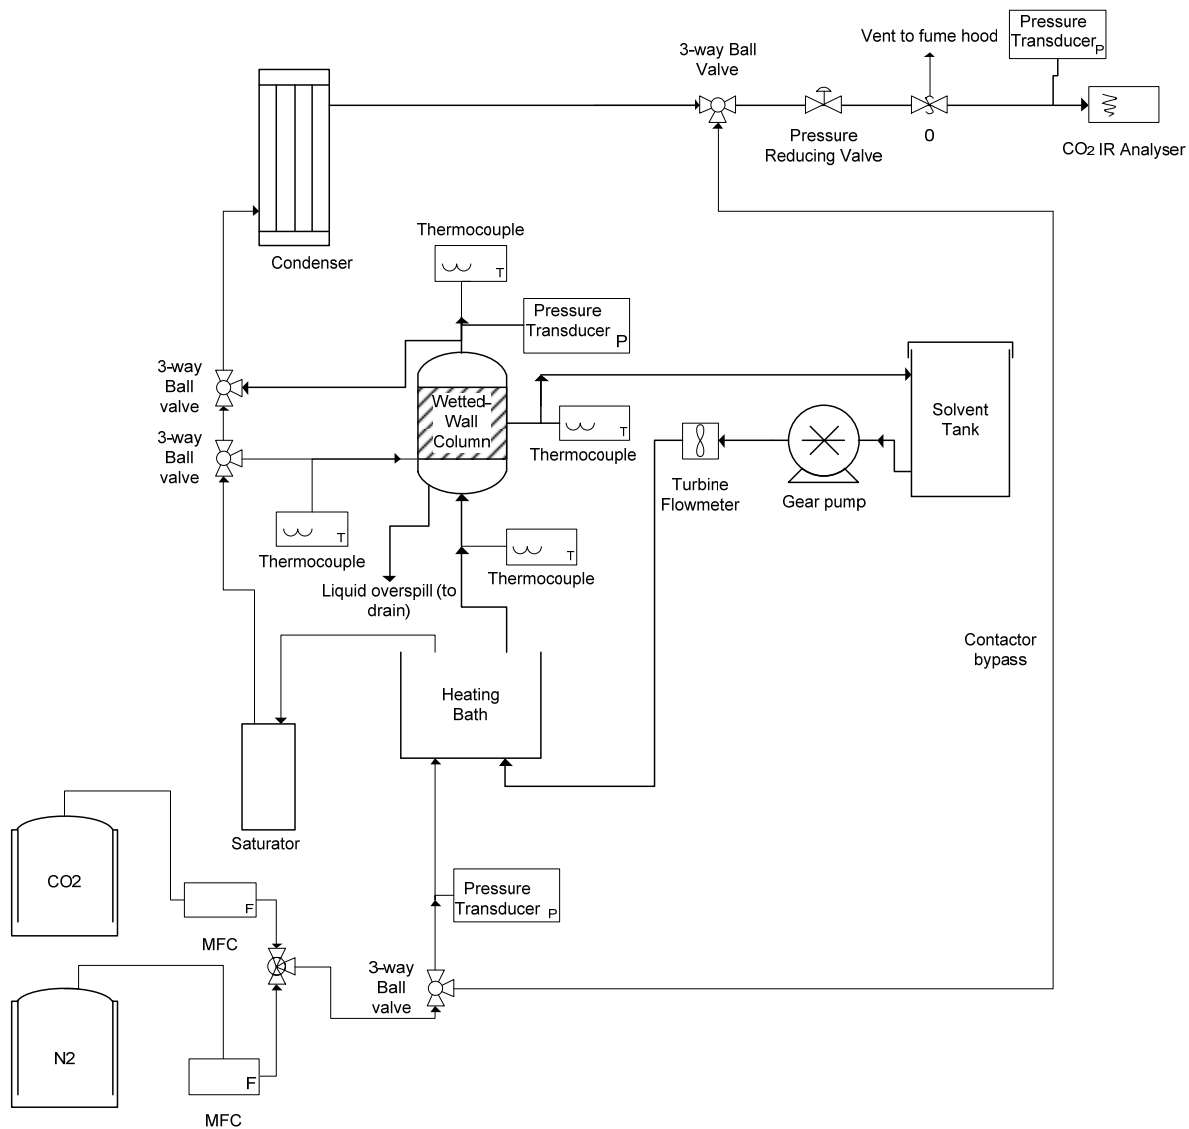 Pressure
Transducer
P
Vent to fume hood
3-way Ball
Valve
Pressure
Reducing Valve
0
CO2 IR Analyser
Condenser
Thermocouple
T
Pressure
Transducer
P
3-way
Ball
valve
3-way
Ball
valve
Wetted-
Wall
Column
T
Thermocouple
Solvent
Tank
Turbine
Flowmeter
Gear pump
T
Thermocouple
T
Thermocouple
Liquid overspill (to
drain)
Contactor
bypass
Heating
Bath
Saturator
CO2
F
MFC
Pressure
Transducer
P
3-way
Ball
valve
N2
F
MFC